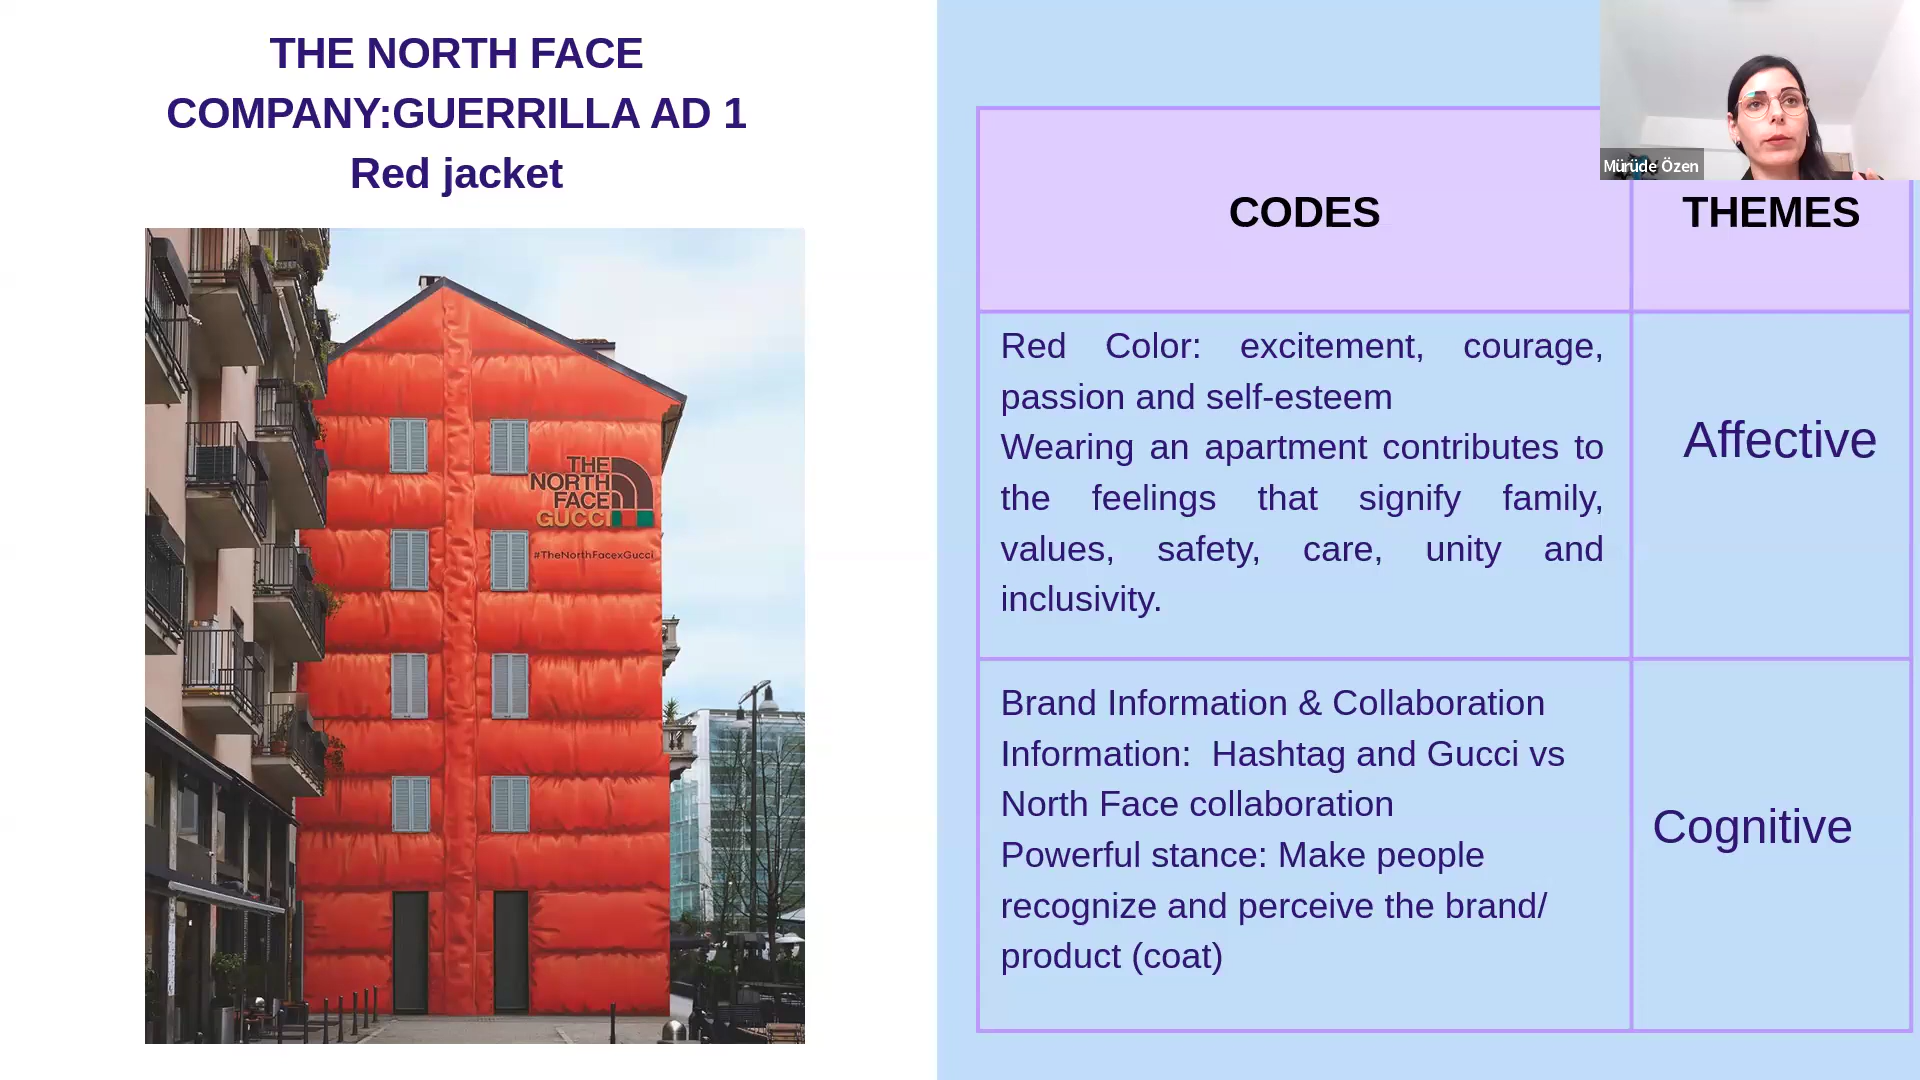 THE NORTH FACE
COMPANY:GUERRILLA AD 1
Red jacket
THE
NORTH
FACE
GUCCI
#TheNorthFacexGucci
Mürüde Özen
CODES
THEMES
Red Color: excitement, courage,
passion and self-esteem
Wearing an apartment contributes to
the feelings that signify family,
values, safety, care, unity and
inclusivity.
Affective
Brand Information & Collaboration
Information: Hashtag and Gucci vs
North Face collaboration
Powerful stance: Make people
recognize and perceive the brand/
product (coat)
Cognitive